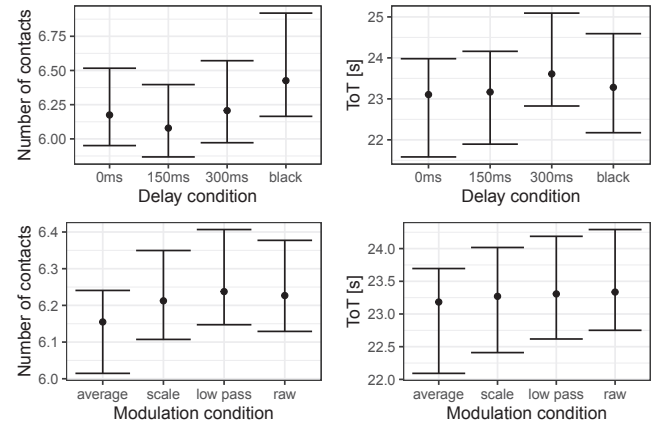 Number of contacts
6.75
6.50
6.25
6.00
0ms 150ms 300ms black
Delay condition
ToT [s]
25
24
23
22
0ms 150ms 300ms black
Delay condition
Number of contacts
6.4
6.3
6.2
6.1
6.0
average scale low pass raw
Modulation condition
ToT [s]
24.0
23.5
23.0
22.5
22.0
average scale low pass raw
Modulation condition